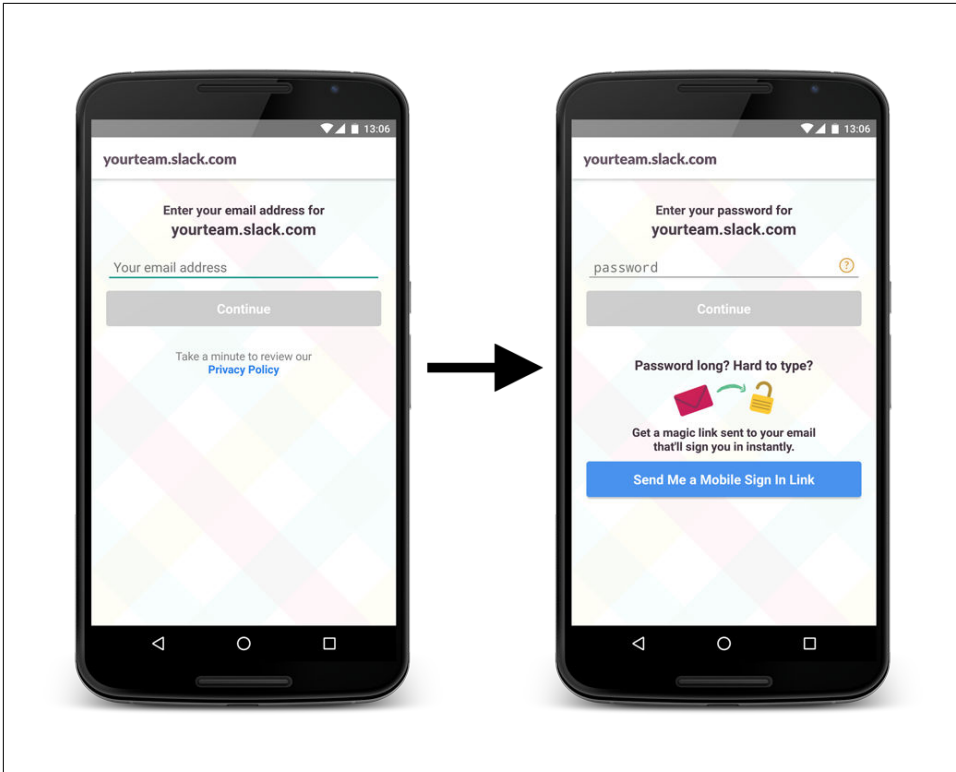 13:06
yourteam.slack.com
Enter your email address for
yourteam.slack.com
Your email address
Continue
Take a minute to review our
Privacy Policy
13:06
yourteam.slack.com
Enter your password for
yourteam.slack.com
password
?
Continue
Password long? Hard to type?
Get a magic link sent to your email
that'll sign you in instantly.
Send Me a Mobile Sign In Link